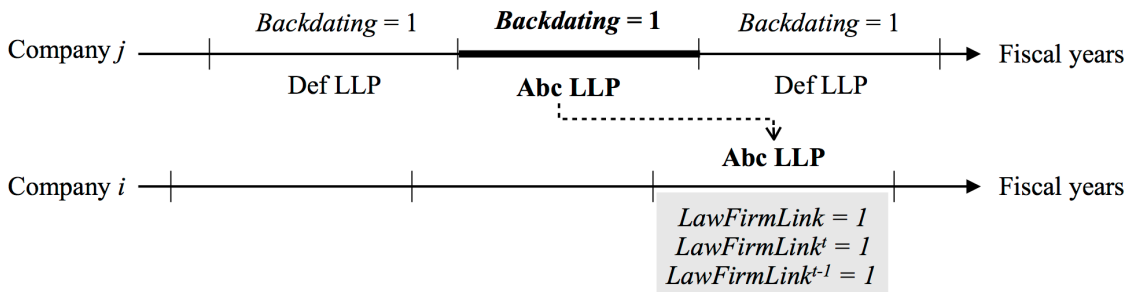 Backdating = 1 Backdating = 1 Backdating = 1
Company j Fiscal years
Def LLP Abc LLP Def LLP
Abc LLP
Company i Fiscal years
LawFirmLink = 1
LawFirmLinkᵗ = 1
LawFirmLinkᵗ⁻¹ = 1